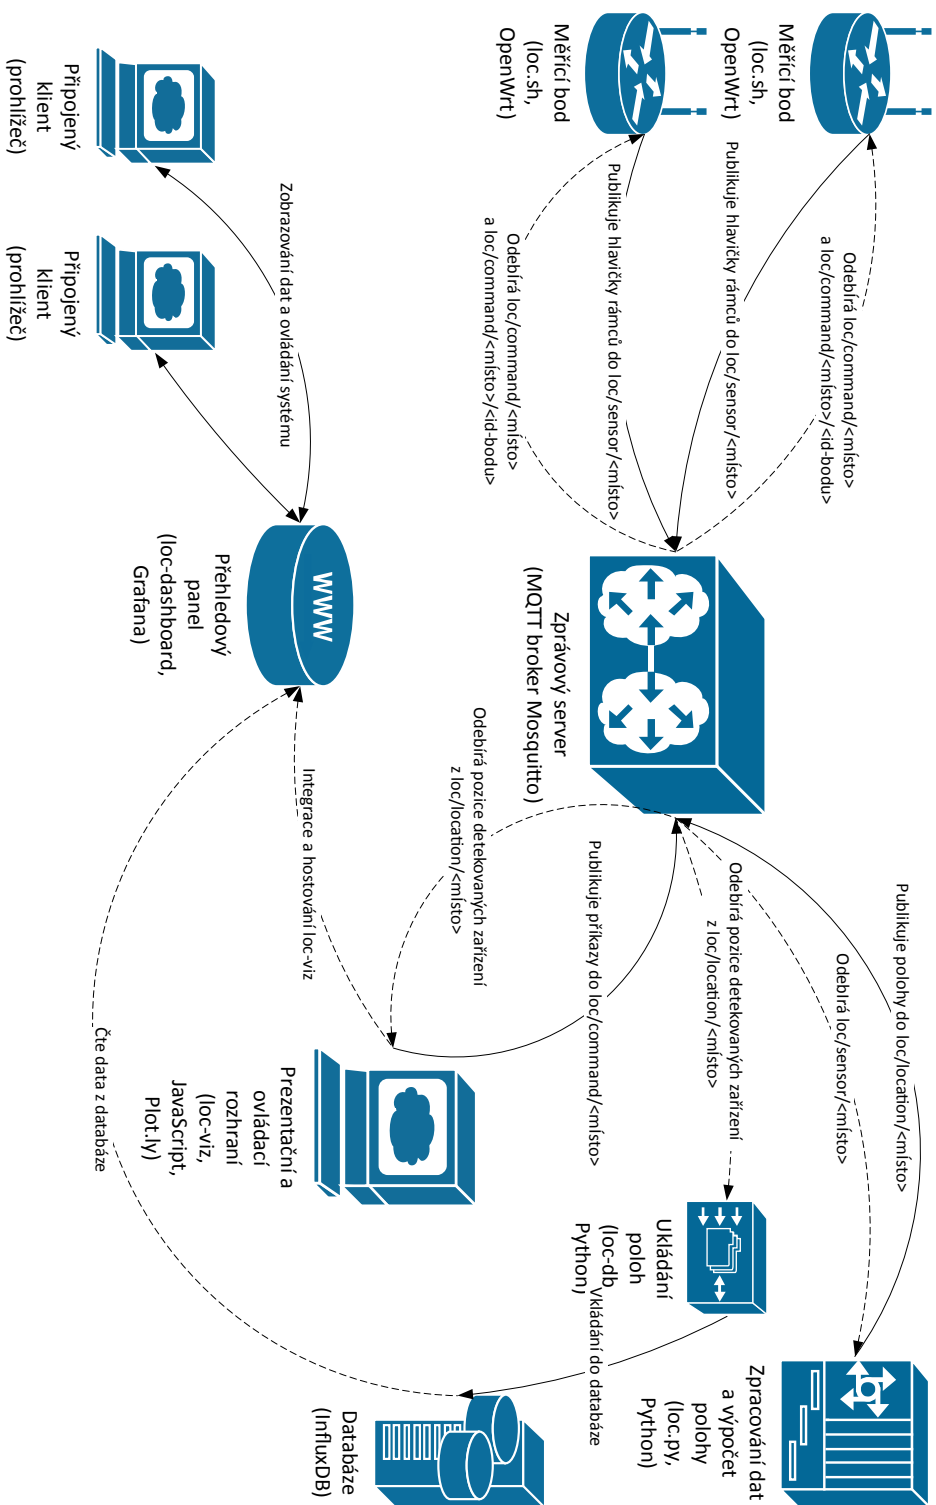 Měřící bod
(loc.sh,
OpenWrt)
Měřící bod
(loc.sh,
OpenWrt)
Odebírá loc/command/<místo>
a loc/command/<místo>/<id-bodu>
Publikuje hlavičky rámců do loc/sensor/<místo>
Publikuje hlavičky rámců do loc/sensor/<místo>
Odebírá loc/command/<místo>
a loc/command/<místo>/<id-bodu>
Připojený
klient
(prohlížeč)
Připojený
klient
(prohlížeč)
Zobrazování dat a ovládání systému
Zprávový server
(MQTT broker Mosquitto)
WWW
Přehledový
panel
(loc-dashboard,
Grafana)
Publikuje polohy do loc/location/<místo>
Odebírá loc/sensor/<místo>
Odebírá pozice detekovaných zařízení
z loc/location/<místo>
Publikuje příkazy do loc/command/<místo>
Odebírá pozice detekovaných zařízení
z loc/location/<místo>
Integrace a hostování loc-viz
Čte data z databáze
Prezentační a
ovládací
rozhraní
(loc-viz,
JavaScript,
Plot.ly)
Ukládání
poloh
(loc-db
Python)
Vkládání do databáze
Zpracování dat
a výpočet
polohy
(loc.py,
Python)
Databáze
(InfluxDB)